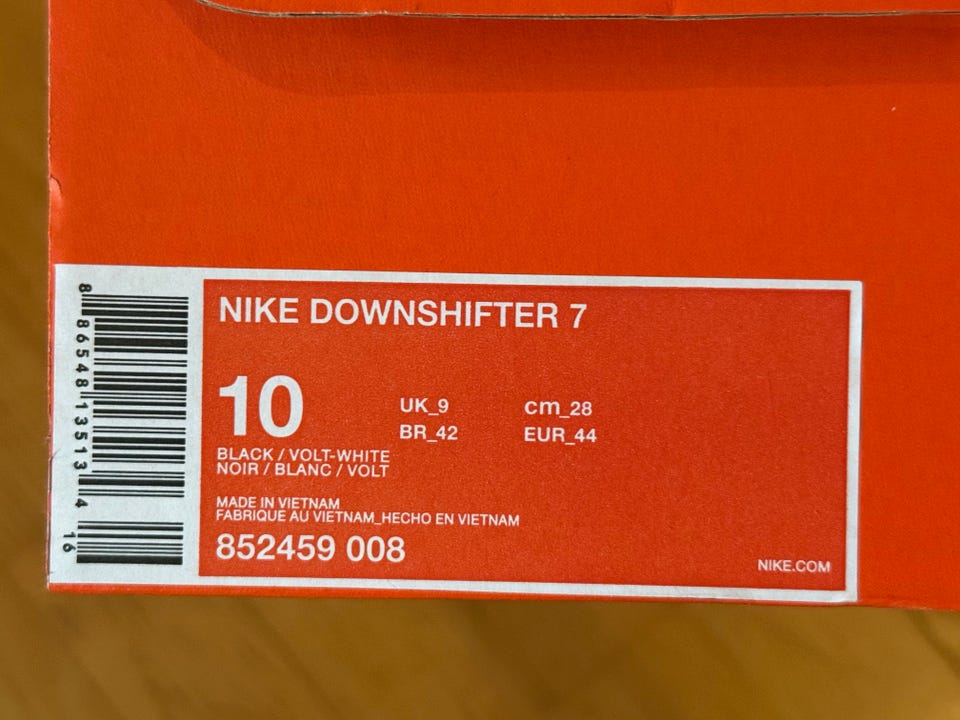 NIKE DOWNSHIFTER 7
10
UK_9 cm_28
BR_42 EUR_44
BLACK / VOLT-WHITE
NOIR / BLANC / VOLT
MADE IN VIETNAM
FABRIQUE AU VIETNAM_HECHO EN VIETNAM
852459 008
NIKE.COM
8 86548 13513 4 16